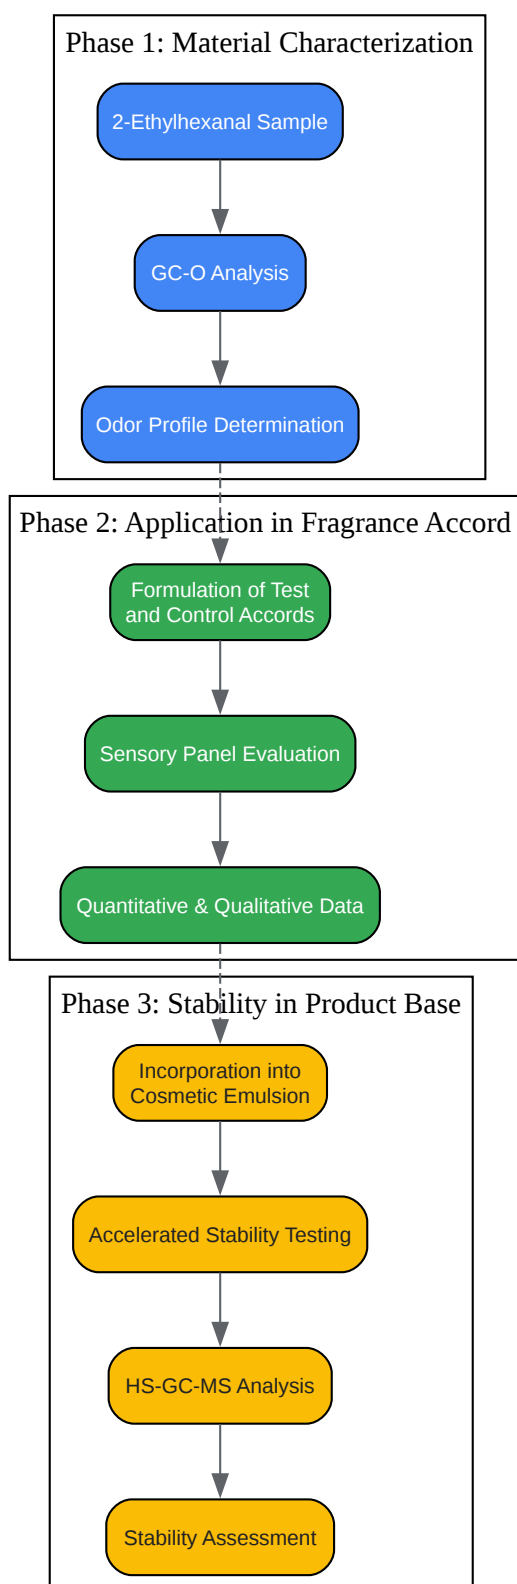 Phase 1: Material Characterization
2-Ethylhexanal Sample
GC-O Analysis
Odor Profile Determination
Phase 2: Application in Fragrance Accord
Formulation of Test
and Control Accords
Sensory Panel Evaluation
Quantitative & Qualitative Data
Phase 3: Stability in Product Base
Incorporation into
Cosmetic Emulsion
Accelerated Stability Testing
HS-GC-MS Analysis
Stability Assessment